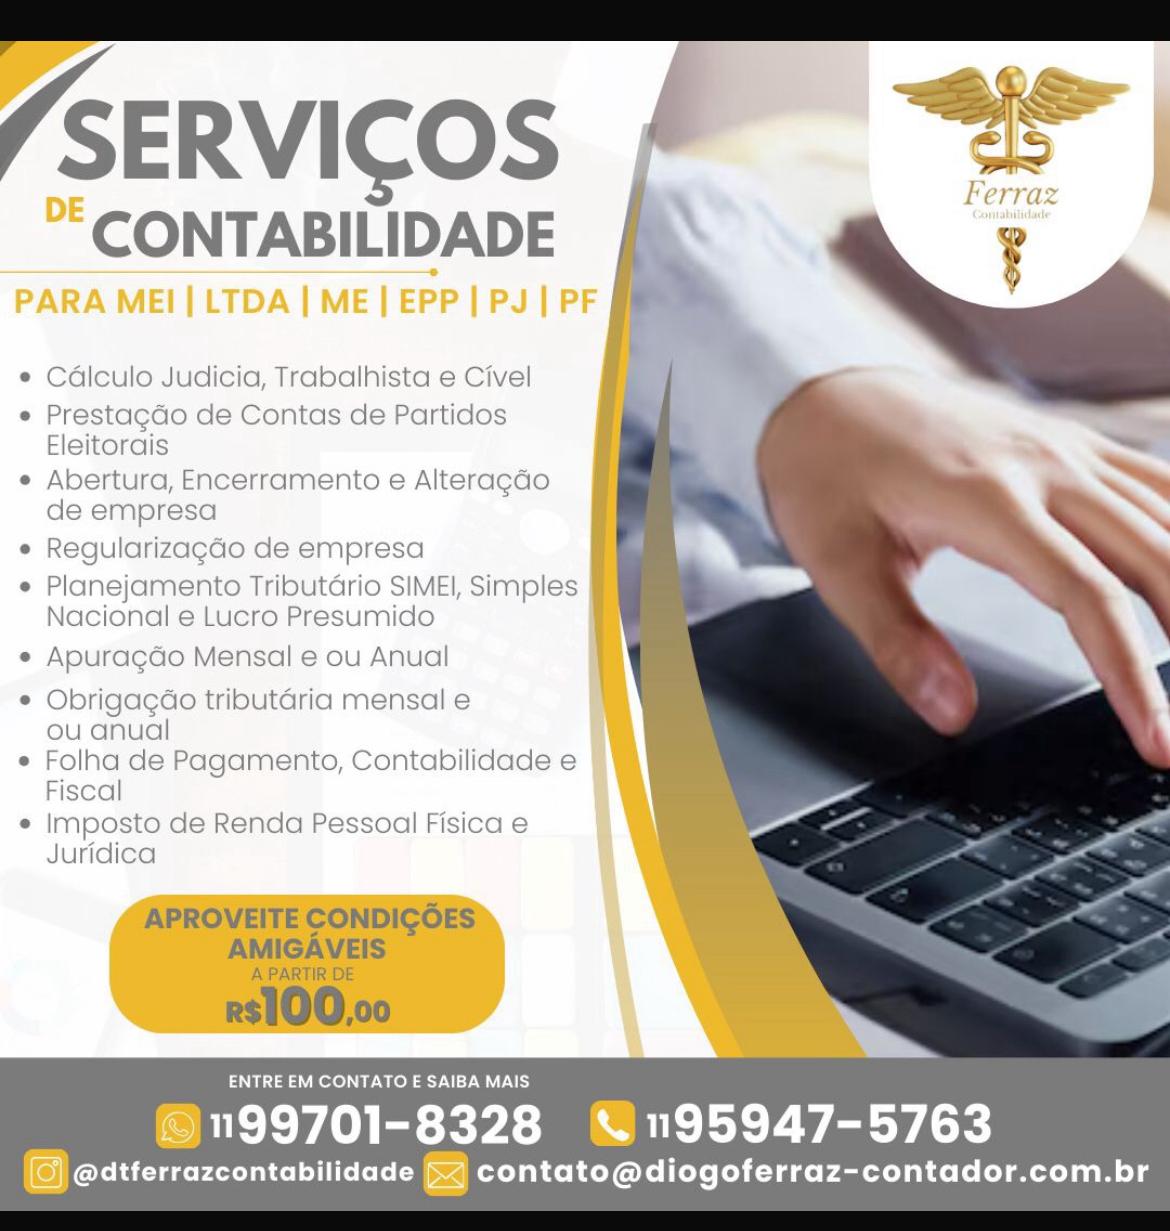 SERVIÇOS
DE CONTABILIDADE
PARA MEI | LTDA | ME | EPP | PJ | PF
Ferraz
Contabilidade
• Cálculo Judicia, Trabalhista e Cível
• Prestação de Contas de Partidos
Eleitorais
• Abertura, Encerramento e Alteração
de empresa
• Regularização de empresa
• Planejamento Tributário SIMEI, Simples
Nacional e Lucro Presumido
• Apuração Mensal e ou Anual
• Obrigação tributária mensal e
ou anual
• Folha de Pagamento, Contabilidade e
Fiscal
• Imposto de Renda Pessoal Física e
Jurídica
APROVEITE CONDIÇÕES
AMIGÁVEIS
A PARTIR DE
R$100,00
ENTRE EM CONTATO E SAIBA MAIS
11 99701-8328
11 95947-5763
@dtferrazcontabilidade
contato@diogoferraz-contador.com.br